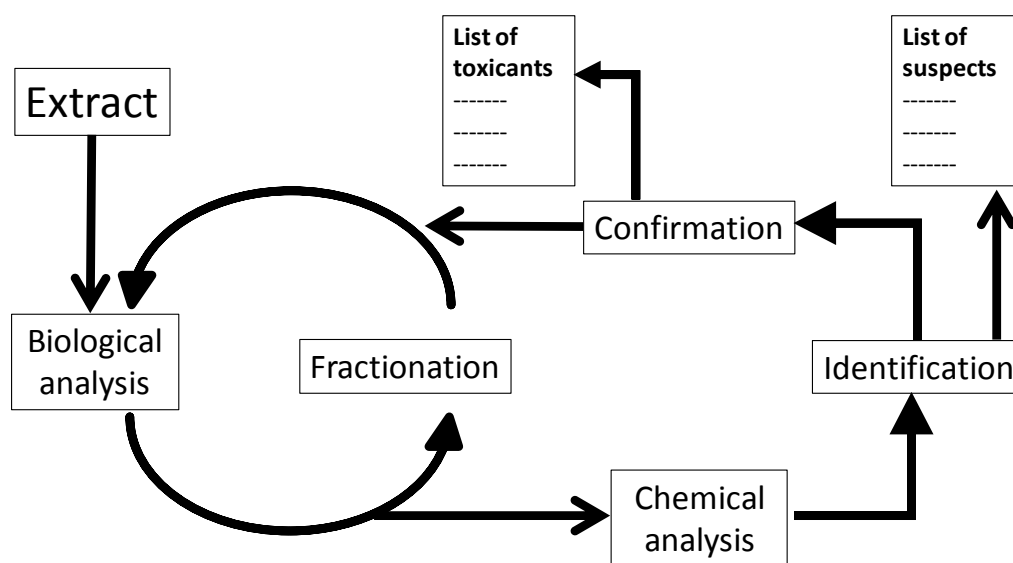 List of
toxicants
-------
-------
-------
List of
suspects
-------
-------
-------
Extract
Confirmation
Biological
analysis
Fractionation
Identification
Chemical
analysis